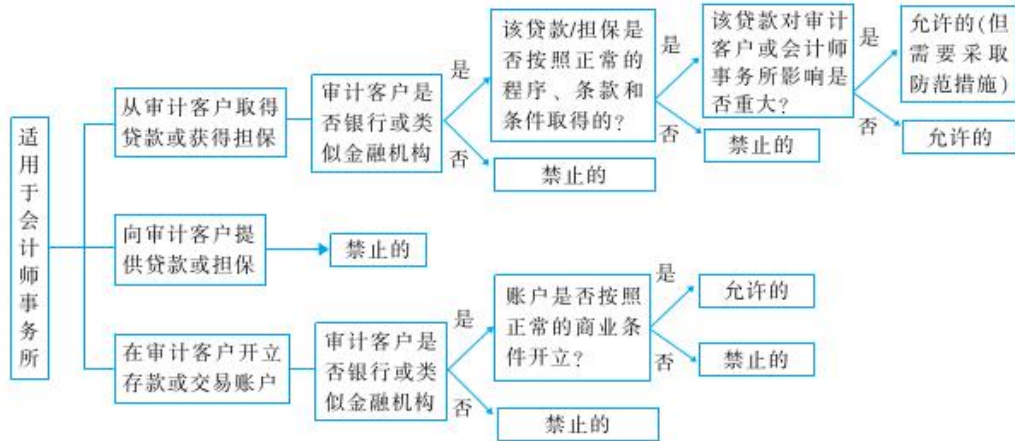 适用于会计师事务所
从审计客户取得
贷款或获得担保
审计客户是
否银行或类
似金融机构
是
否
该贷款/担保是
否按照正常的
程序、条款和
条件取得的?
禁止的
是
否
该贷款对审计
客户或会计师
事务所影响是
否重大?
禁止的
是
否
允许的(但
需要采取
防范措施)
允许的
向审计客户提
供贷款或担保
禁止的
在审计客户开立
存款或交易账户
审计客户是
否银行或类
似金融机构
是
否
账户是否按照
正常的商业条
件开立?
禁止的
是
否
允许的
禁止的